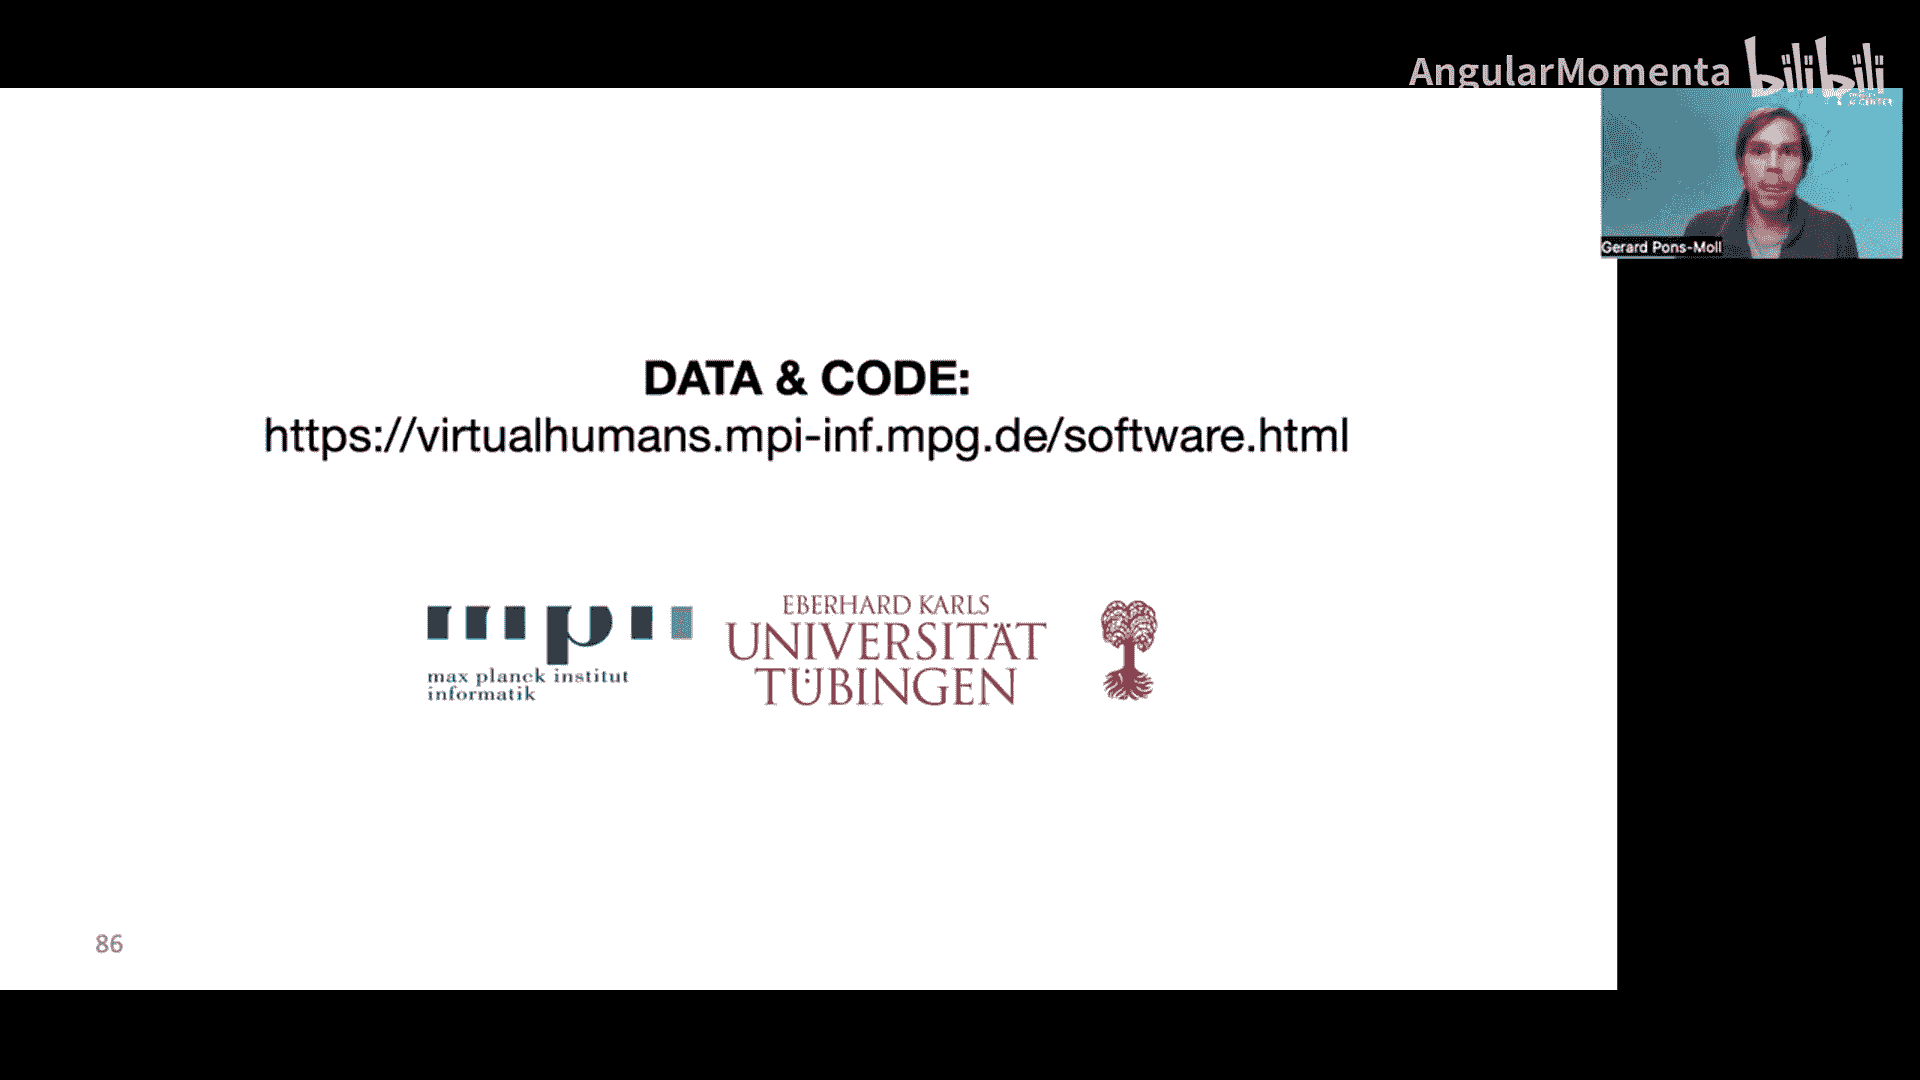 AngularMomenta bilibili
Gerard Pons-Moll
DATA & CODE:
https://virtualhumans.mpi-inf.mpg.de/software.html
max planck institut
informatik
EBERHARD KARLS
UNIVERSITÄT
TÜBINGEN
86